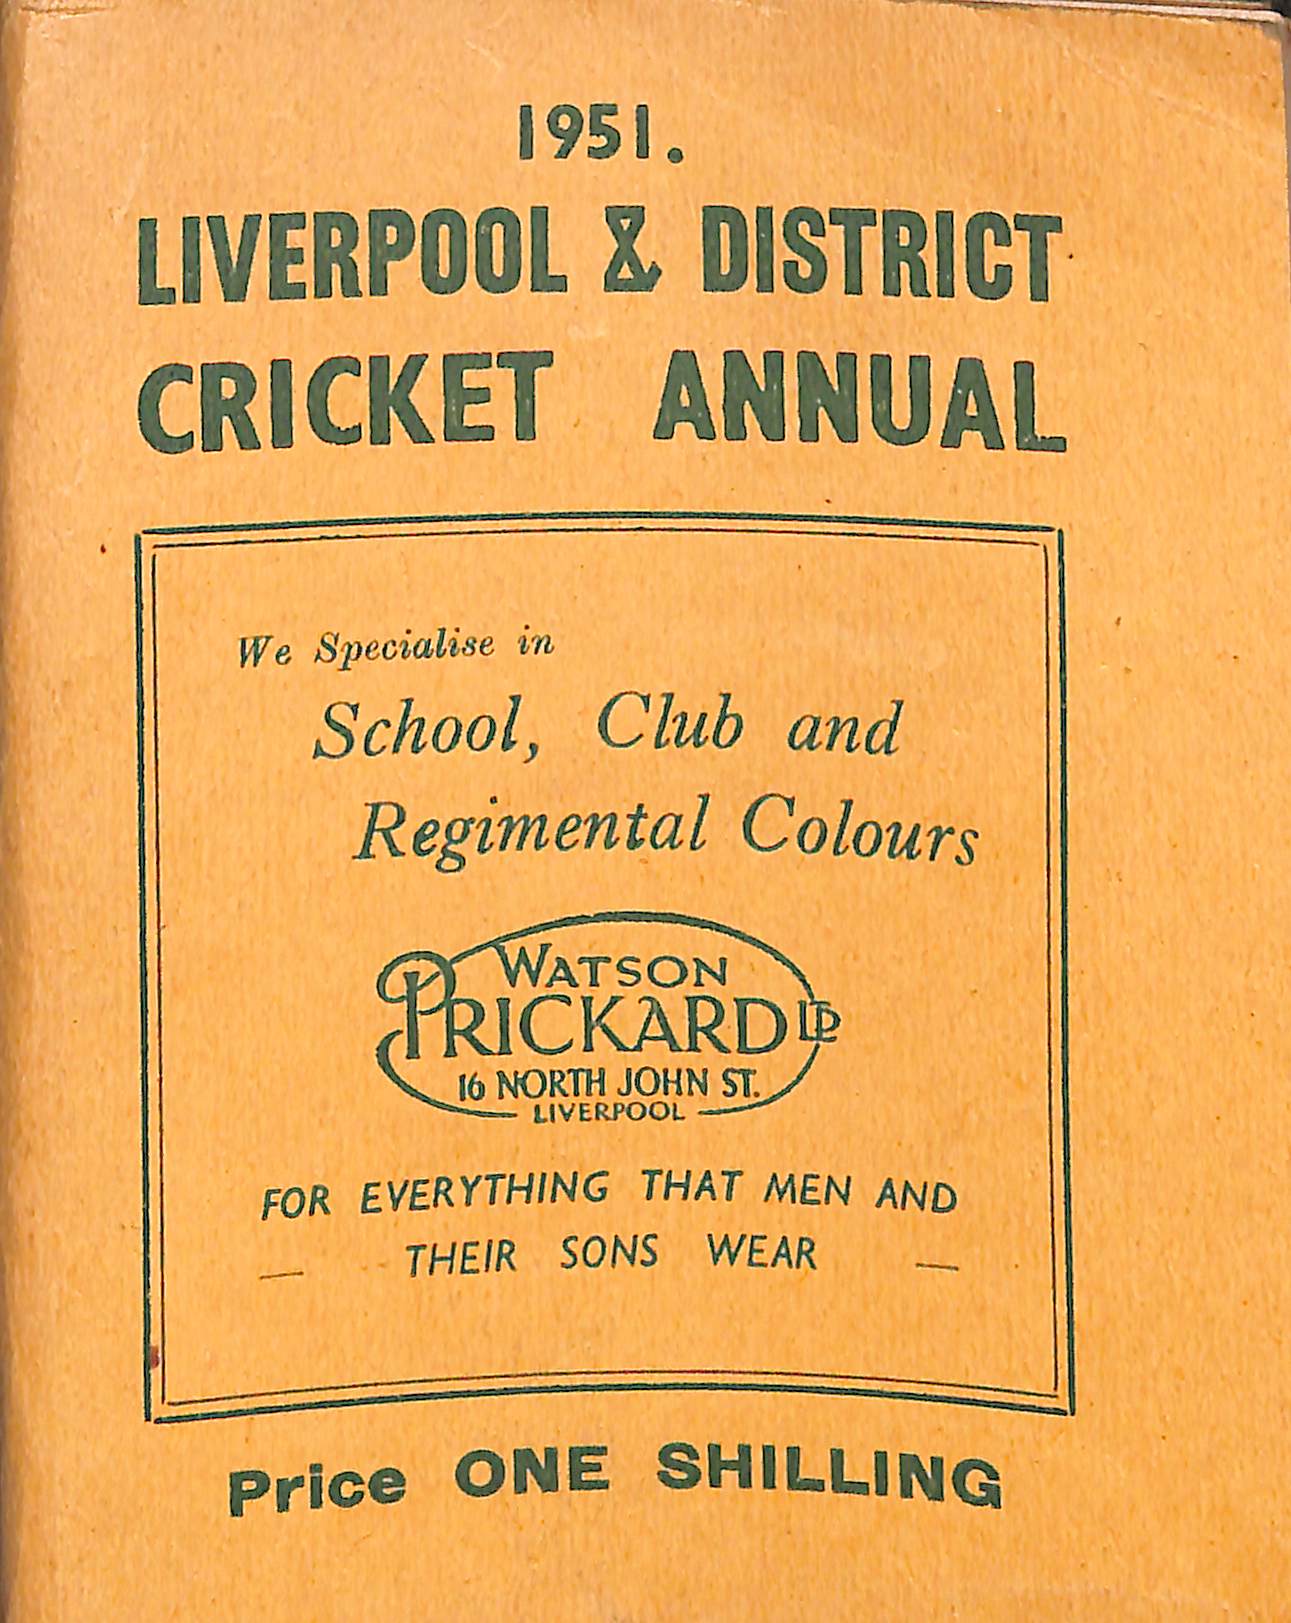 1951.
LIVERPOOL & DISTRICT
CRICKET ANNUAL
We Specialise in
School, Club and
Regimental Colours
WATSON
PRICKARD LTD
16 NORTH JOHN ST.
LIVERPOOL
FOR EVERYTHING THAT MEN AND
— THEIR SONS WEAR —
Price ONE SHILLING